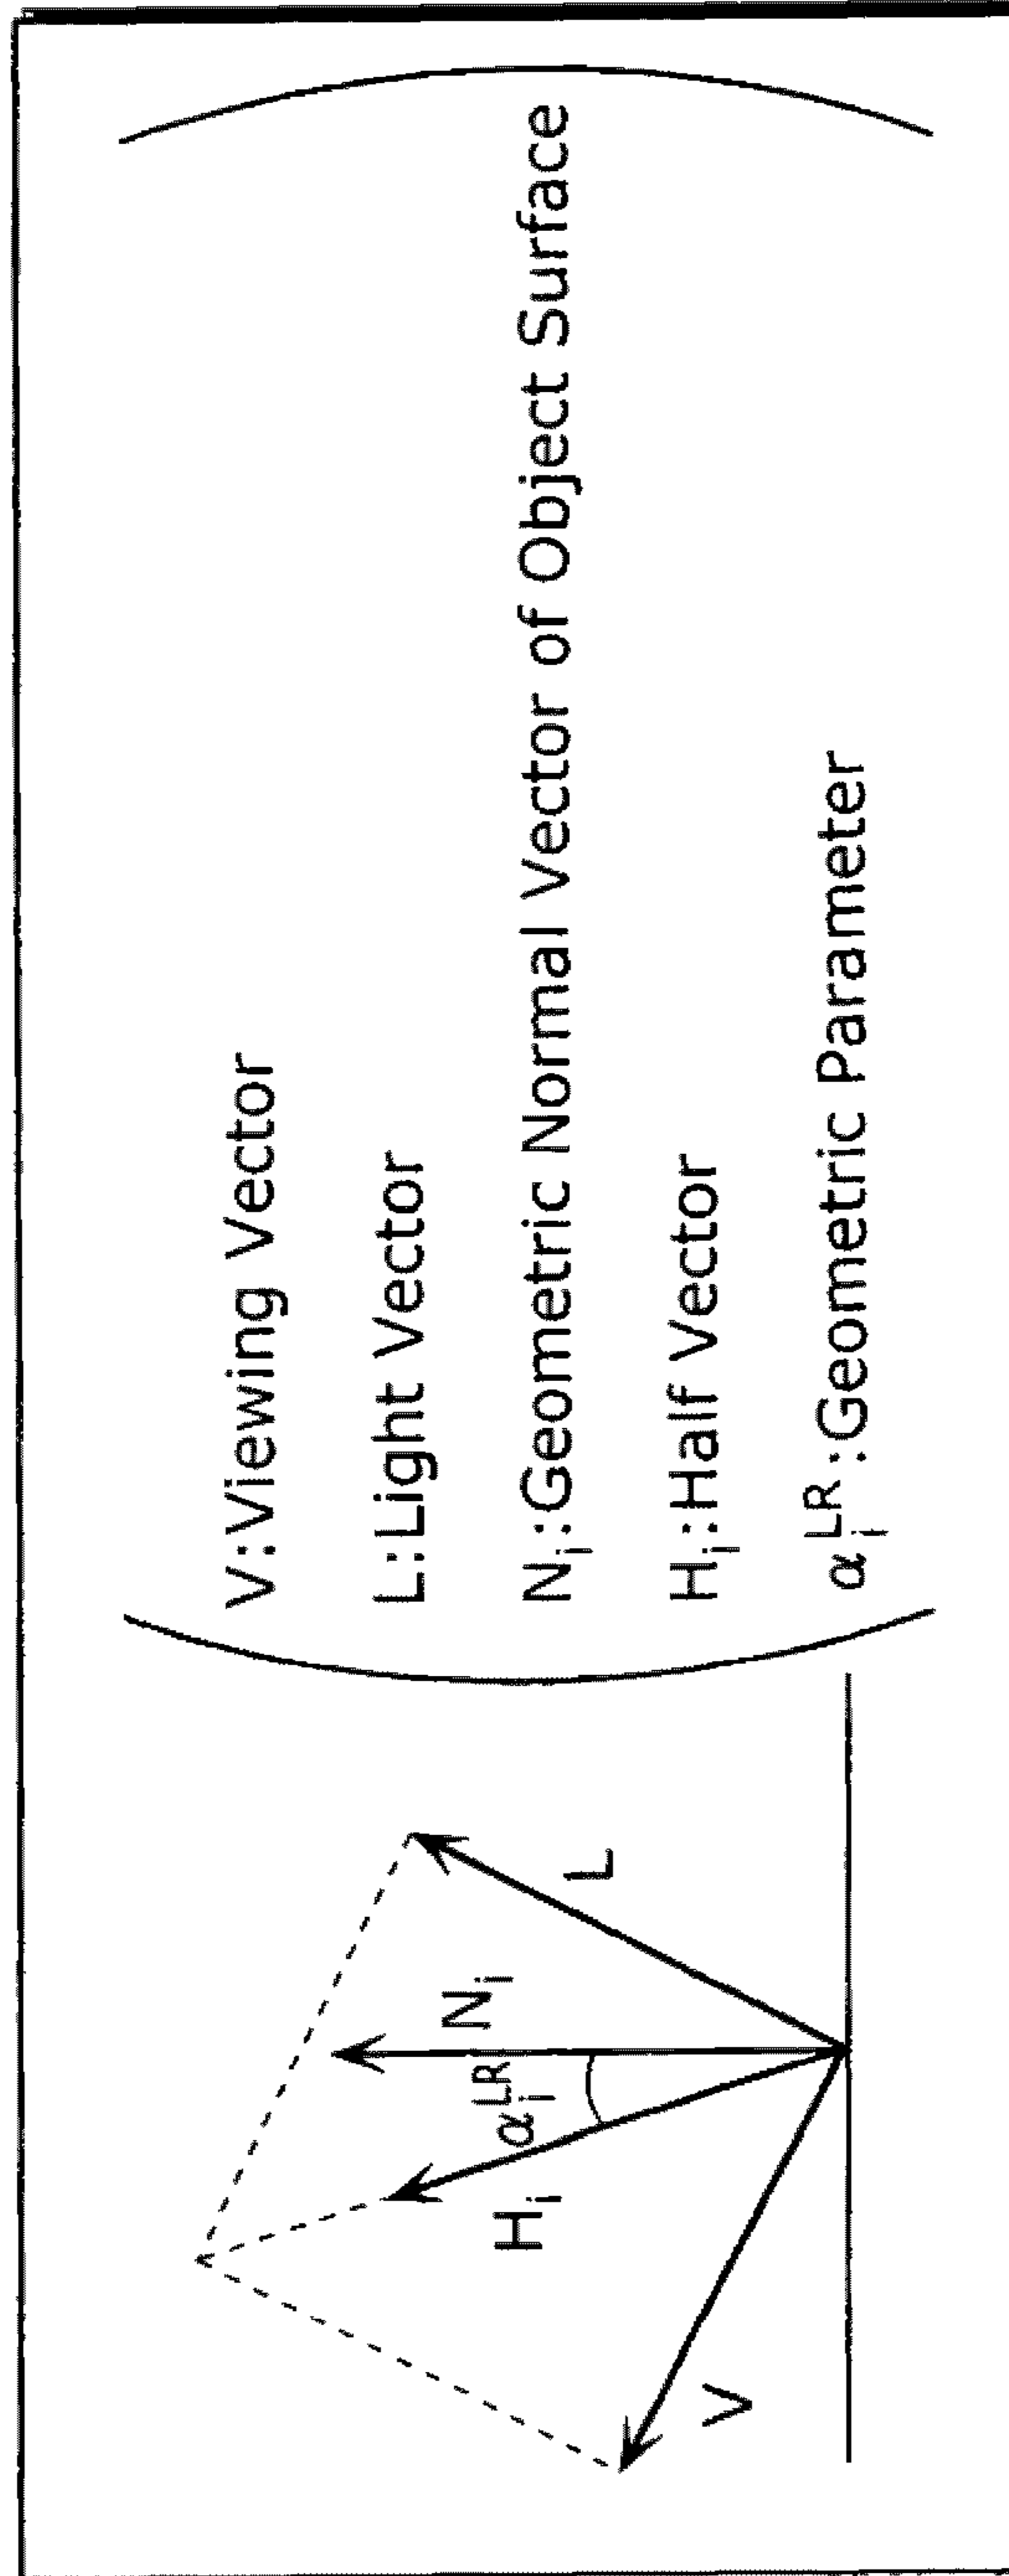 V:Viewing Vector
L:Light Vector
Nᵢ:Geometric Normal Vector of Object Surface
Hᵢ:Half Vector
αᵢᴸᴿ:Geometric Parameter
Hᵢ
αᵢᴸᴿ
Nᵢ
L
V